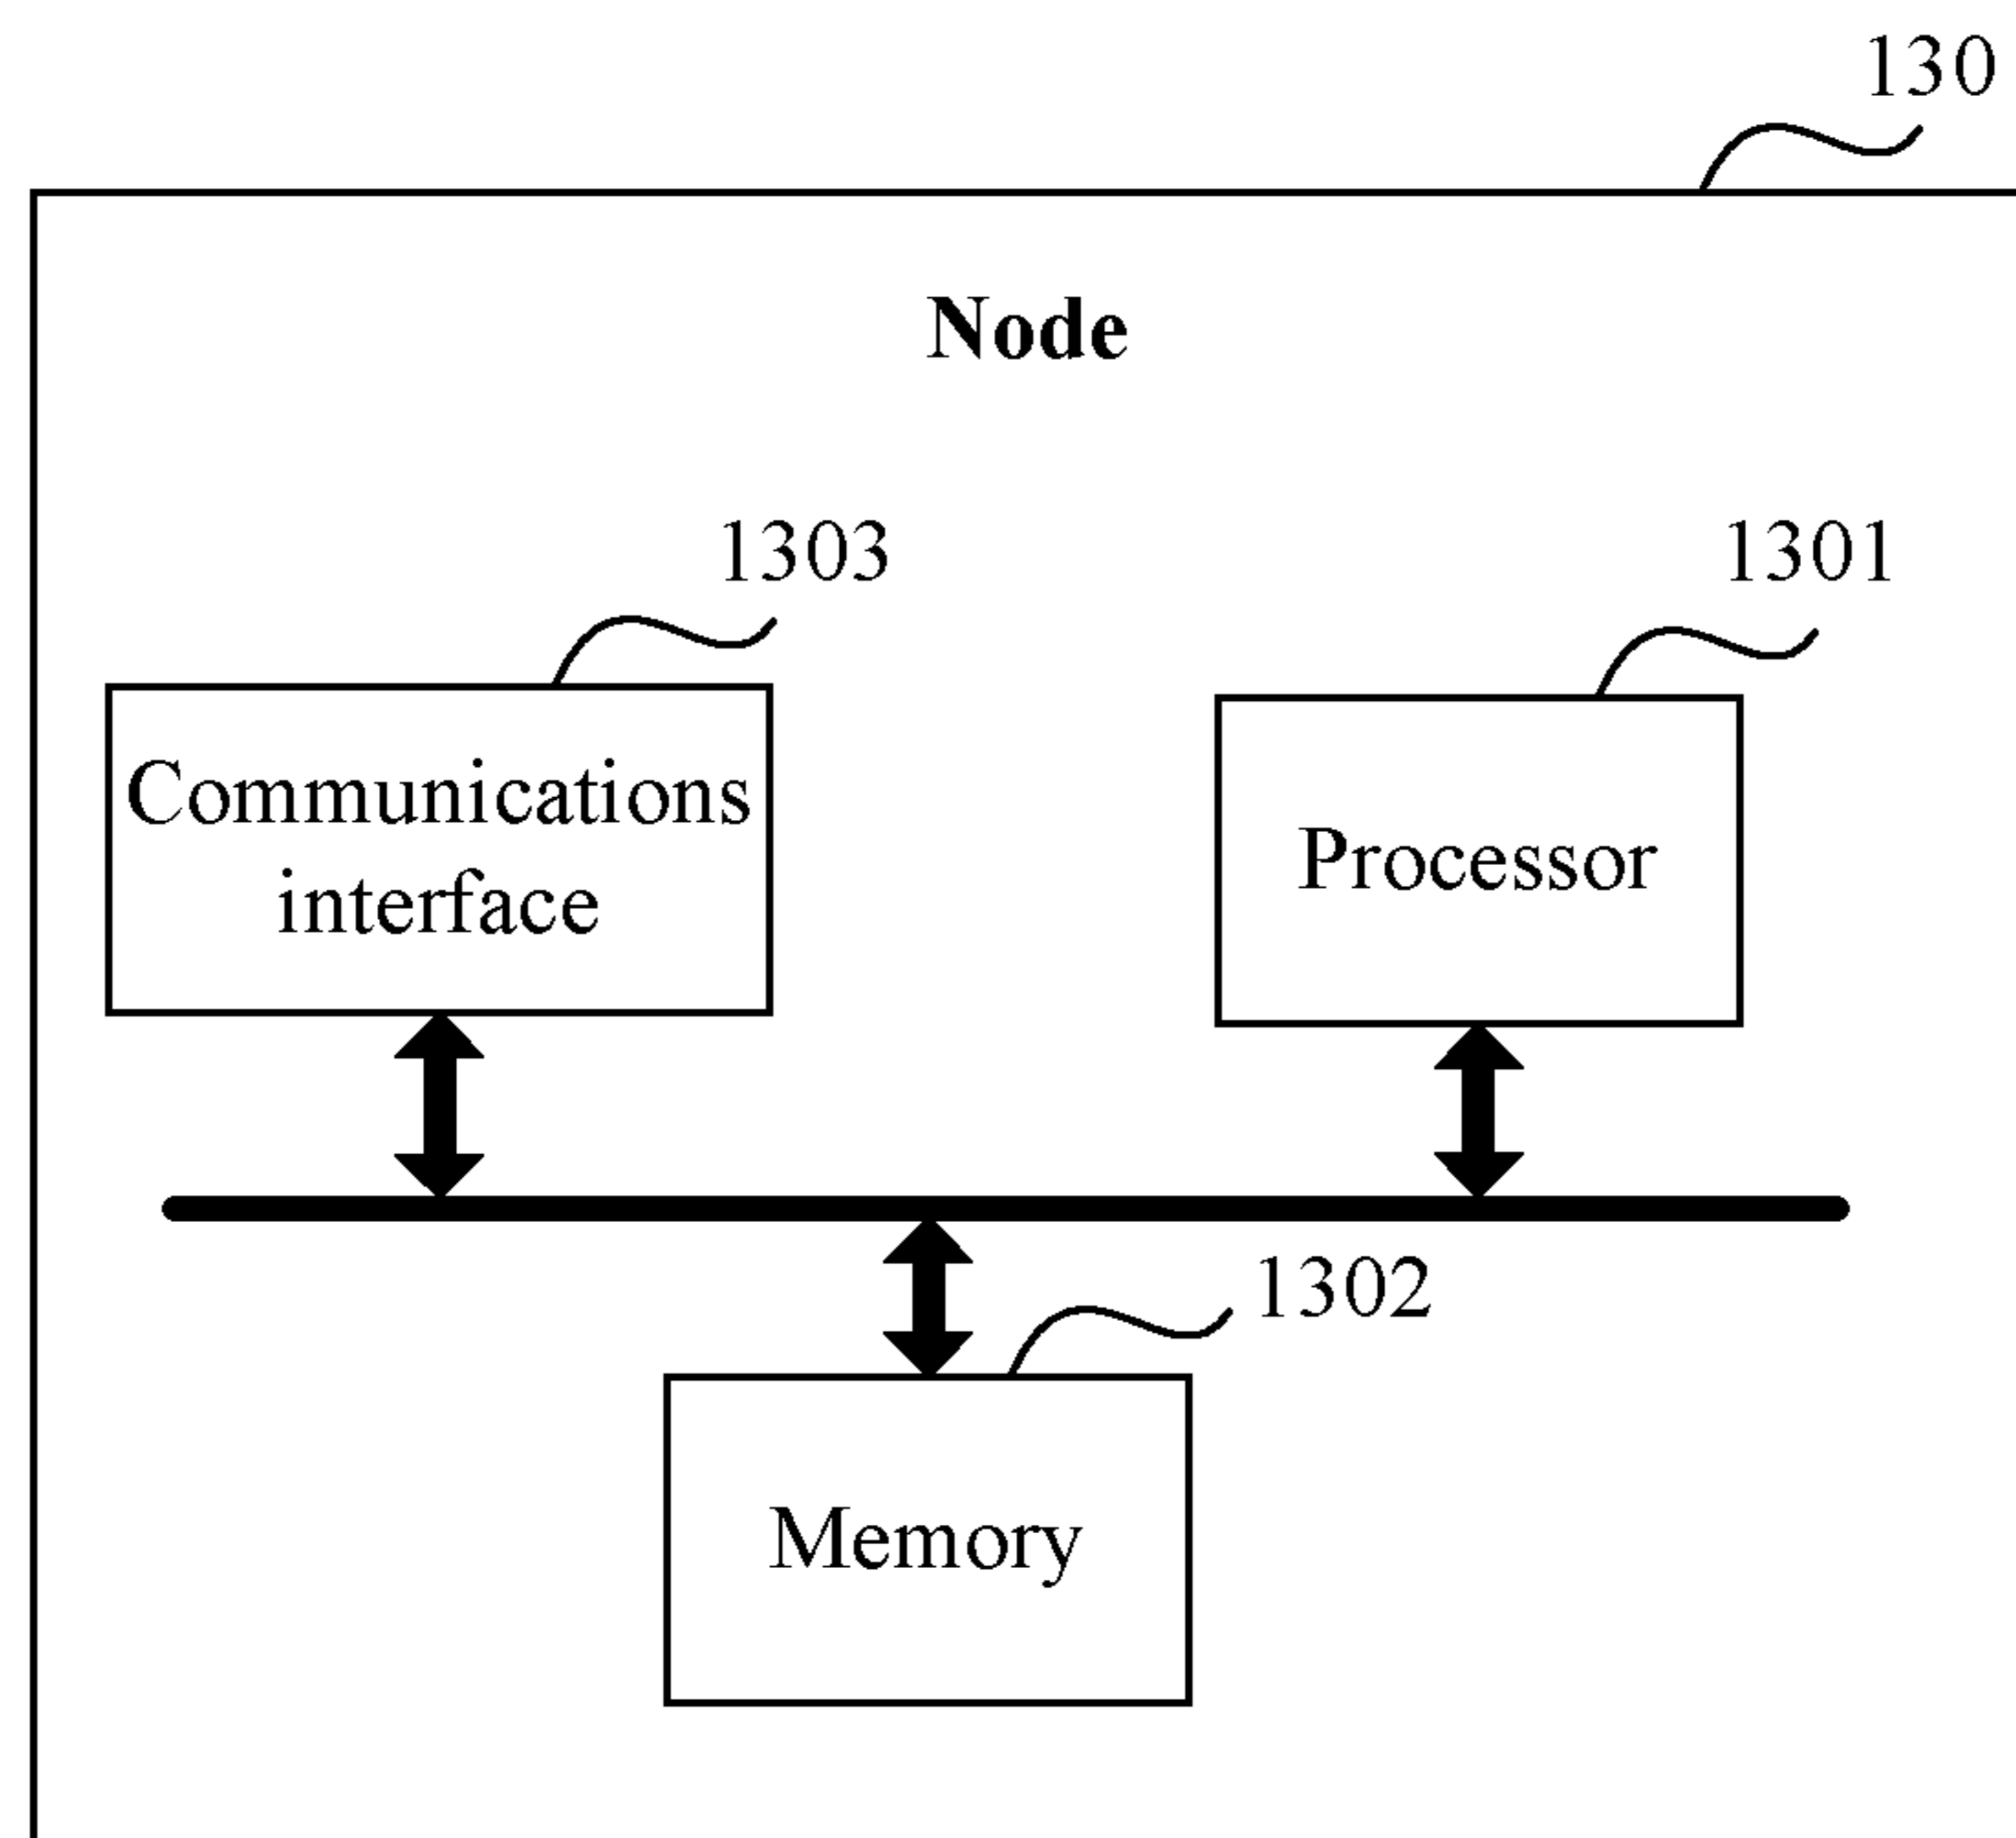 130
Node
1303
1301
Communications
interface
Processor
1302
Memory